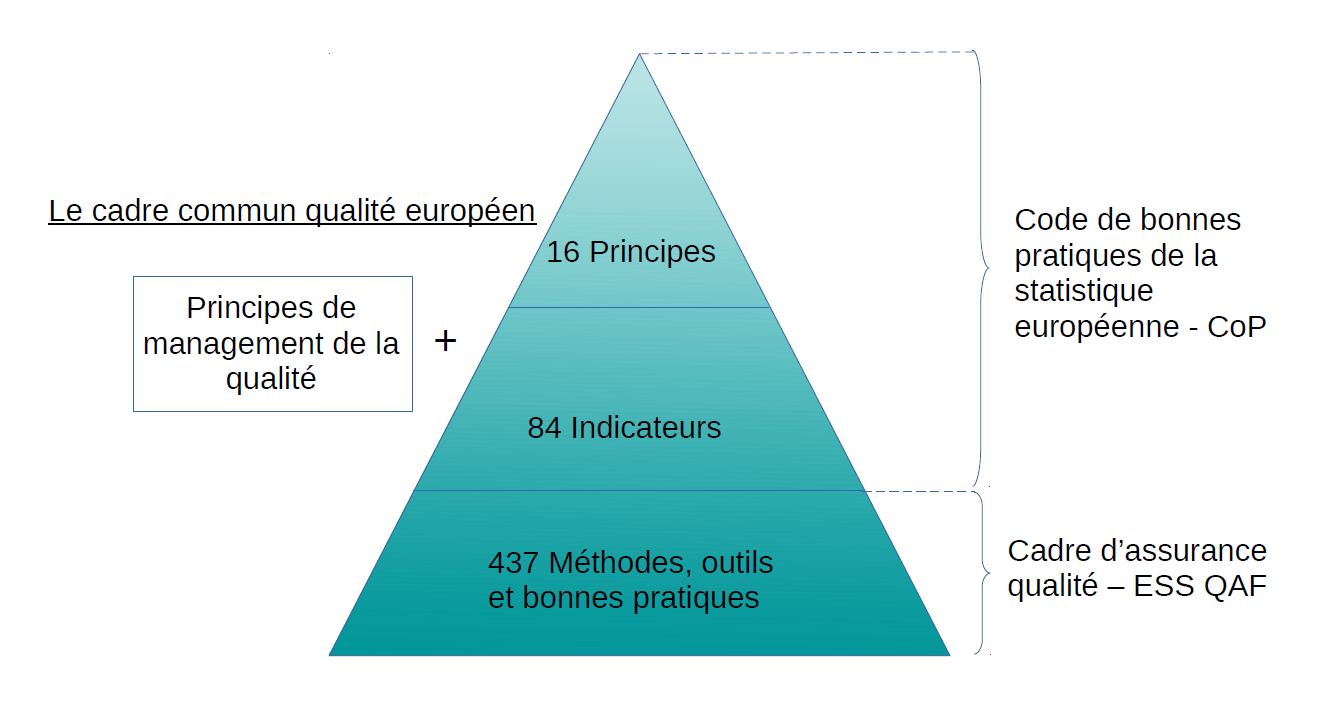 Le cadre commun qualité européen
Principes de
management de la
qualité
+
16 Principes
84 Indicateurs
437 Méthodes, outils
et bonnes pratiques
Code de bonnes
pratiques de la
statistique
européenne - CoP
Cadre d’assurance
qualité – ESS QAF